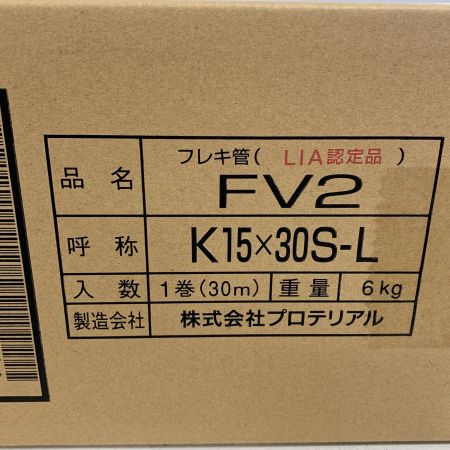 フレキ管( LIA認定品 )
品名 FV2
呼称 K15×30S-L
入数 1巻(30m) 重量 6kg
製造会社 株式会社プロテリアル